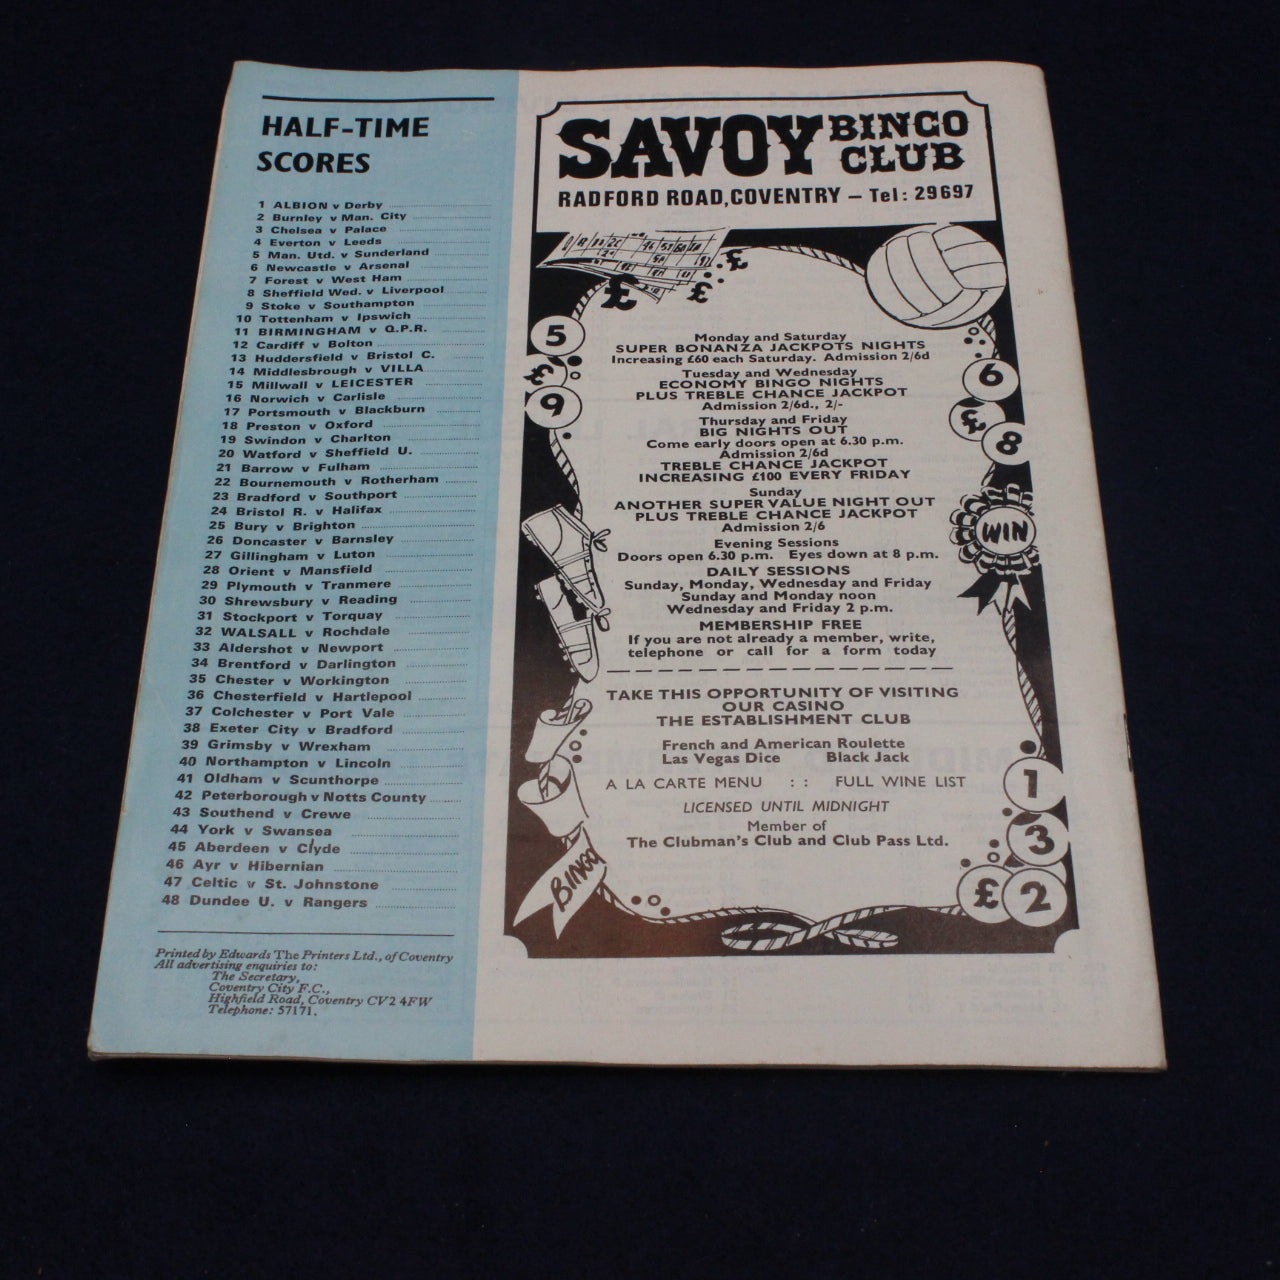 HALF-TIME
SCORES
1 ALBION v Derby
2 Burnley v Man. City
3 Chelsea v Palace
4 Everton v Leeds
5 Man. Utd. v Sunderland
6 Newcastle v Arsenal
7 Forest v West Ham
8 Sheffield Wed. v Liverpool
9 Stoke v Southampton
10 Tottenham v Ipswich
11 BIRMINGHAM v Q.P.R.
12 Cardiff v Bolton
13 Huddersfield v Bristol C.
14 Middlesbrough v VILLA
15 Millwall v LEICESTER
16 Norwich v Carlisle
17 Portsmouth v Blackburn
18 Preston v Oxford
19 Swindon v Charlton
20 Watford v Sheffield U.
21 Barrow v Fulham
22 Bournemouth v Rotherham
23 Bradford v Southport
24 Bristol R. v Halifax
25 Bury v Brighton
26 Doncaster v Barnsley
27 Gillingham v Luton
28 Orient v Mansfield
29 Plymouth v Tranmere
30 Shrewsbury v Reading
31 Stockport v Torquay
32 WALSALL v Rochdale
33 Aldershot v Newport
34 Brentford v Darlington
35 Chester v Workington
36 Chesterfield v Hartlepool
37 Colchester v Port Vale
38 Exeter City v Bradford
39 Grimsby v Wrexham
40 Northampton v Lincoln
41 Oldham v Scunthorpe
42 Peterborough v Notts County
43 Southend v Crewe
44 York v Swansea
45 Aberdeen v Clyde
46 Ayr v Hibernian
47 Celtic v St. Johnstone
48 Dundee U. v Rangers
Printed by Edwards The Printers Ltd., of Coventry
All advertising enquiries to:
The Secretary,
Coventry City F.C.,
Highfield Road, Coventry CV2 4FW
Telephone: 57171.
SAVOY BINGO CLUB
RADFORD ROAD, COVENTRY – Tel: 29697
£
£
£
5
£
9
6
£
8
Monday and Saturday
SUPER BONANZA JACKPOTS NIGHTS
Increasing £60 each Saturday. Admission 2/6d
Tuesday and Wednesday
ECONOMY BINGO NIGHTS
PLUS TREBLE CHANCE JACKPOT
Admission 2/6d., 2/-
Thursday and Friday
BIG NIGHTS OUT
Come early doors open at 6.30 p.m.
Admission 2/6d
TREBLE CHANCE JACKPOT
INCREASING £100 EVERY FRIDAY
Sunday
ANOTHER SUPER VALUE NIGHT OUT
PLUS TREBLE CHANCE JACKPOT
Admission 2/6
WIN
Evening Sessions
Doors open 6.30 p.m. Eyes down at 8 p.m.
DAILY SESSIONS
Sunday, Monday, Wednesday and Friday
Sunday and Monday noon
Wednesday and Friday 2 p.m.
MEMBERSHIP FREE
If you are not already a member, write,
telephone or call for a form today
TAKE THIS OPPORTUNITY OF VISITING
OUR CASINO
THE ESTABLISHMENT CLUB
French and American Roulette
Las Vegas Dice Black Jack
A LA CARTE MENU : : FULL WINE LIST
LICENSED UNTIL MIDNIGHT
Member of
The Clubman's Club and Club Pass Ltd.
BINGO
1
3
£
2